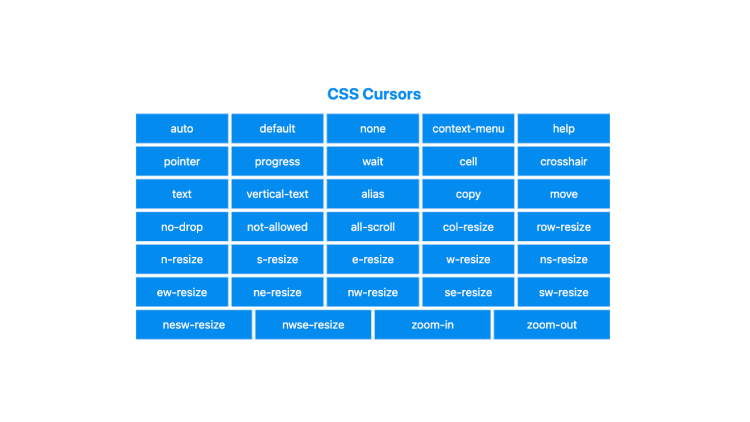 CSS Cursors
auto default none context-menu help
pointer progress wait cell crosshair
text vertical-text alias copy move
no-drop not-allowed all-scroll col-resize row-resize
n-resize s-resize e-resize w-resize ns-resize
ew-resize ne-resize nw-resize se-resize sw-resize
nesw-resize nwse-resize zoom-in zoom-out